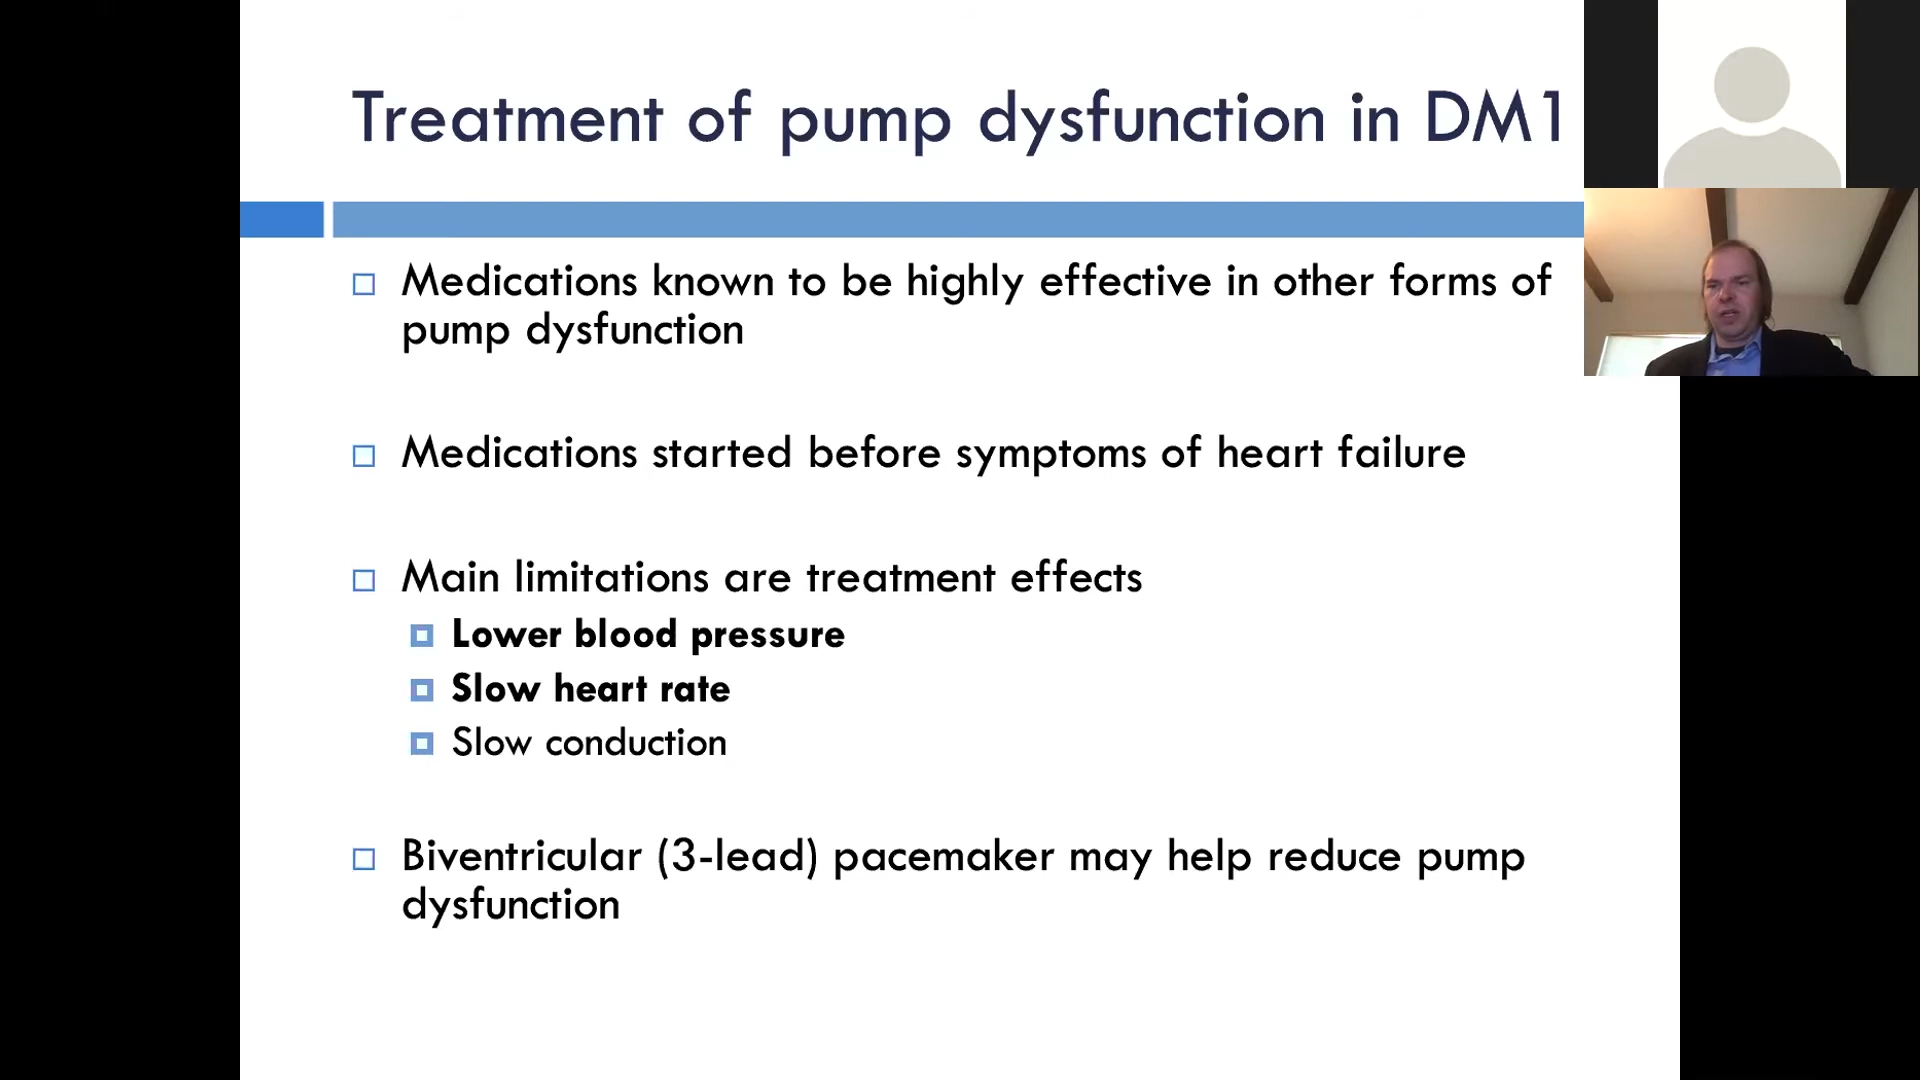 Treatment of pump dysfunction in DM1
Medications known to be highly effective in other forms of
pump dysfunction
Medications started before symptoms of heart failure
Main limitations are treatment effects
Lower blood pressure
Slow heart rate
Slow conduction
Biventricular (3-lead) pacemaker may help reduce pump
dysfunction